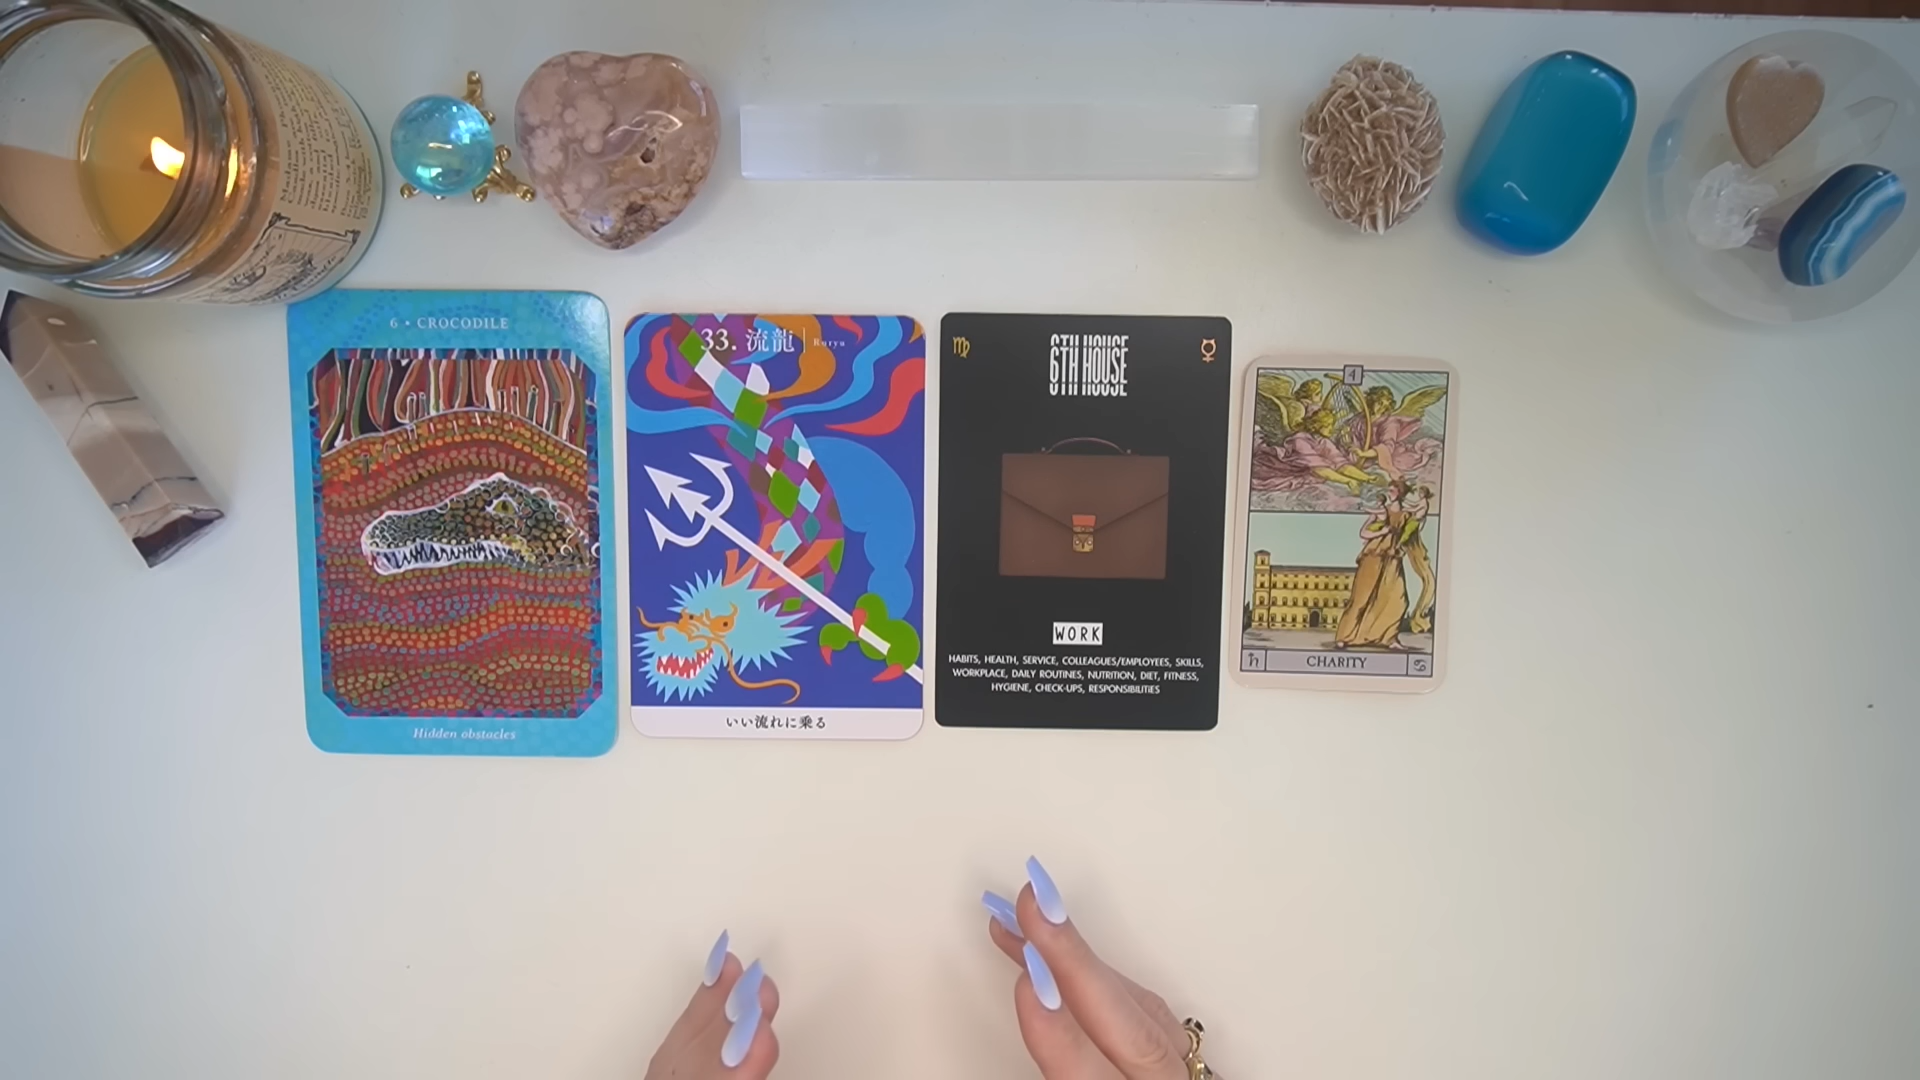 6 • CROCODILE
Hidden obstacles
33. 流龍 | Ruryu
いい流れに乗る
6TH HOUSE
WORK
HABITS, HEALTH, SERVICE, COLLEAGUES/EMPLOYEES, SKILLS,
WORKPLACE, DAILY ROUTINES, NUTRITION, DIET, FITNESS,
HYGIENE, CHECK-UPS, RESPONSIBILITIES
4
CHARITY